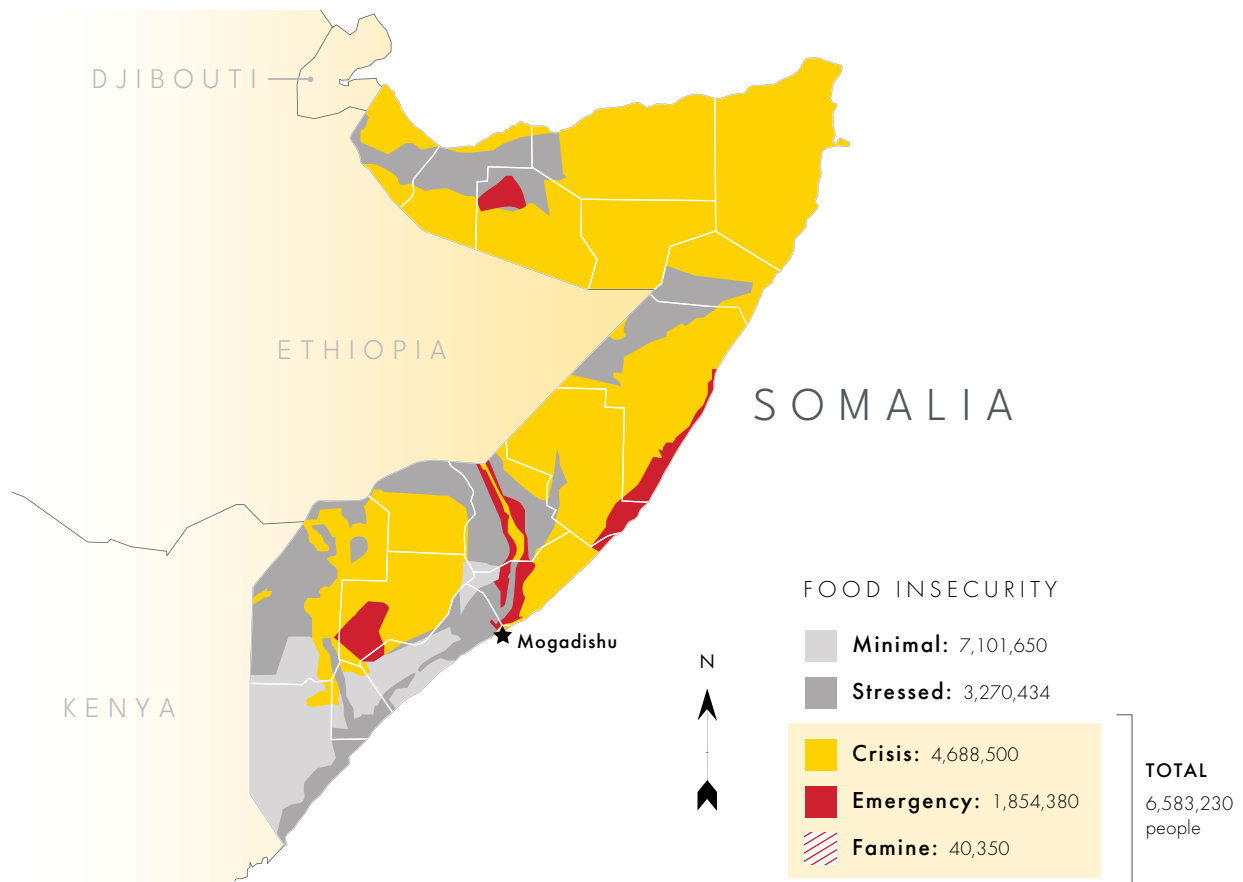 DJIBOUTI
ETHIOPIA
SOMALIA
Mogadishu
KENYA
N
FOOD INSECURITY
Minimal: 7,101,650
Stressed: 3,270,434
Crisis: 4,688,500
Emergency: 1,854,380
Famine: 40,350
TOTAL
6,583,230
people